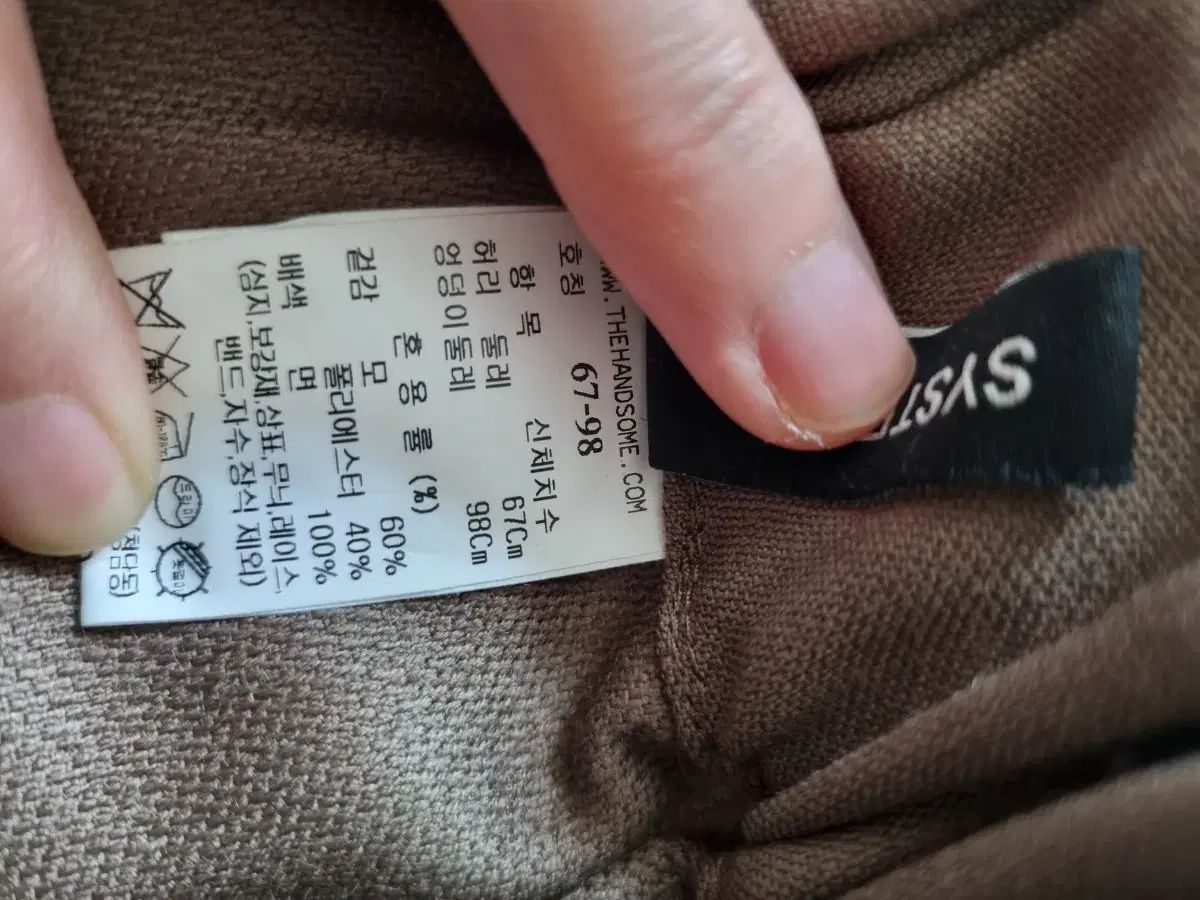 SYST
WWW.THEHANDSOME.COM
호칭 67-98
항 목 신체치수
허리 둘레 67Cm
엉덩이둘레 98Cm
혼 용 률 (%)
겉감 모 60%
폴리에스터 40%
배색 면 100%
(심지,보강재,상표,무늬,레이스,
밴드,자수,장식 제외)
드라이